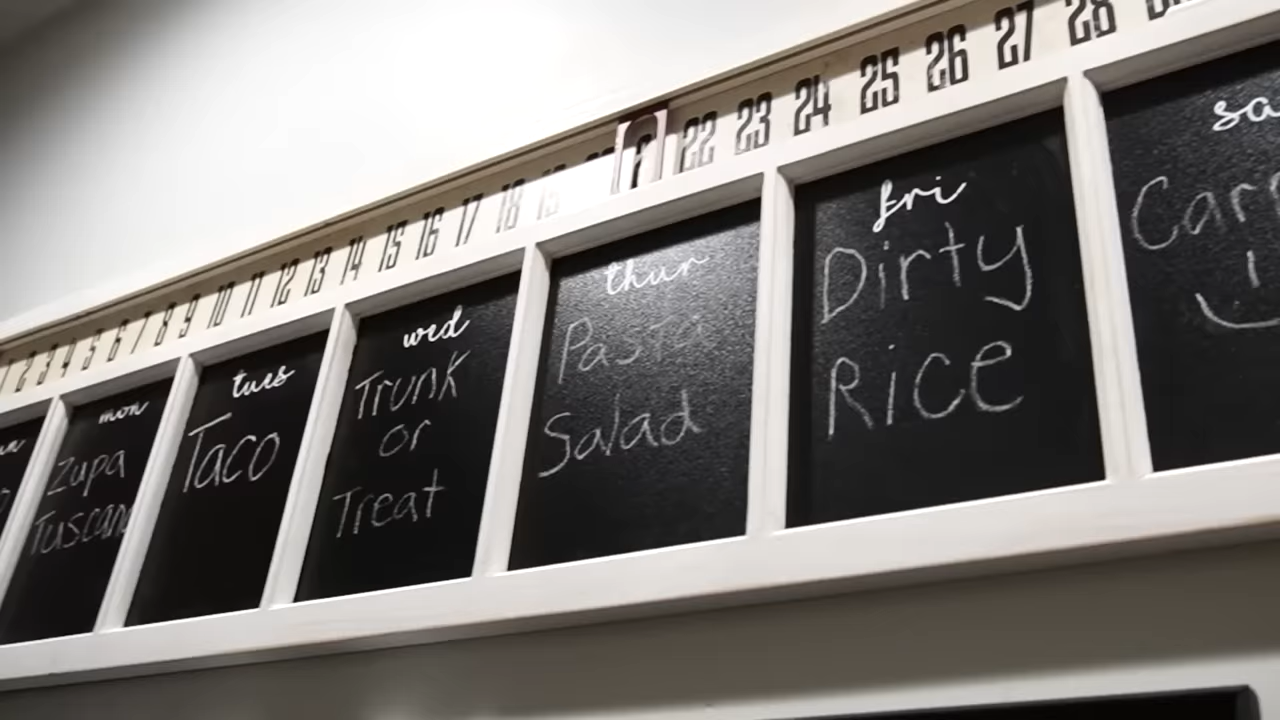 1 2 3 4 5 6 7 8 9 10 11 12 13 14 15 16 17 18 22 23 24 25 26 27 28
mon
Zupa
Tuscana
tues
Taco
wed
Trunk
or
Treat
thur
Pasta
Salad
fri
Dirty
Rice